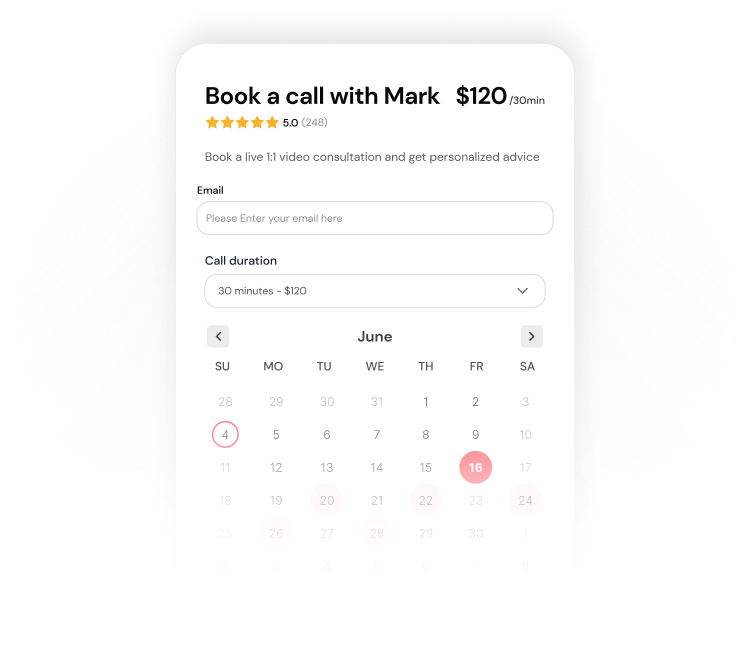 Book a call with Mark $120 /30min
5.0 (248)
Book a live 1:1 video consultation and get personalized advice
Email
Please Enter your email here
Call duration
30 minutes - $120
June
SU MO TU WE TH FR SA
28 29 30 31 1 2 3
4 5 6 7 8 9 10
11 12 13 14 15 16 17
18 19 20 21 22 23 24
25 26 27 28 29 30 1
2 3 4 5 6 7 8